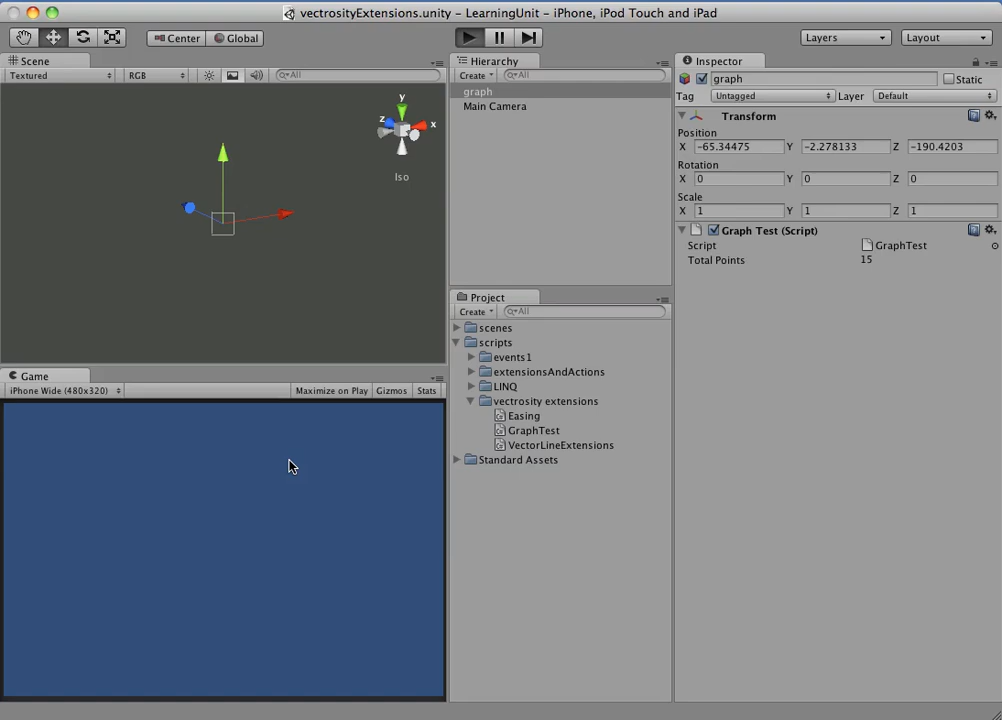 vectrosityExtensions.unity – LearningUnit – iPhone, iPod Touch and iPad
Center Global Layers Layout
Scene
Textured RGB All
y
z x
Iso
Game
iPhone Wide (480x320) Maximize on Play Gizmos Stats
Hierarchy
Create All
graph
Main Camera
Project
Create All
scenes
scripts
events1
extensionsAndActions
LINQ
vectrosity extensions
Easing
GraphTest
VectorLineExtensions
Standard Assets
Inspector
graph Static
Tag Untagged Layer Default
Transform
Position
X -65.34475 Y -2.278133 Z -190.4203
Rotation
X 0 Y 0 Z 0
Scale
X 1 Y 1 Z 1
Graph Test (Script)
Script GraphTest
Total Points 15